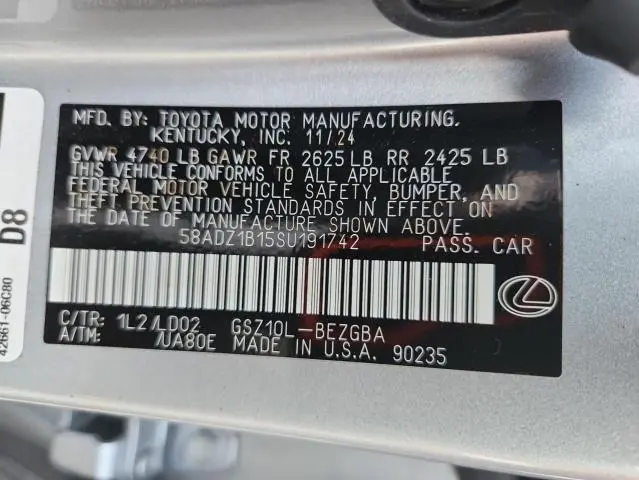 MFD. BY: TOYOTA MOTOR MANUFACTURING.
KENTUCKY, INC. 11/24
GVWR 4740 LB GAWR FR 2625 LB RR 2425 LB
THIS VEHICLE CONFORMS TO ALL APPLICABLE
FEDERAL MOTOR VEHICLE SAFETY, BUMPER, AND
THEFT PREVENTION STANDARDS IN EFFECT ON
THE DATE OF MANUFACTURE SHOWN ABOVE.
58ADZ1B15SU191742 PASS. CAR
C/TR: 1L2/LD02 GSZ10L-BEZGBA
A/TM: /UA80E MADE IN U.S.A. 90235
D8
42661-06C80